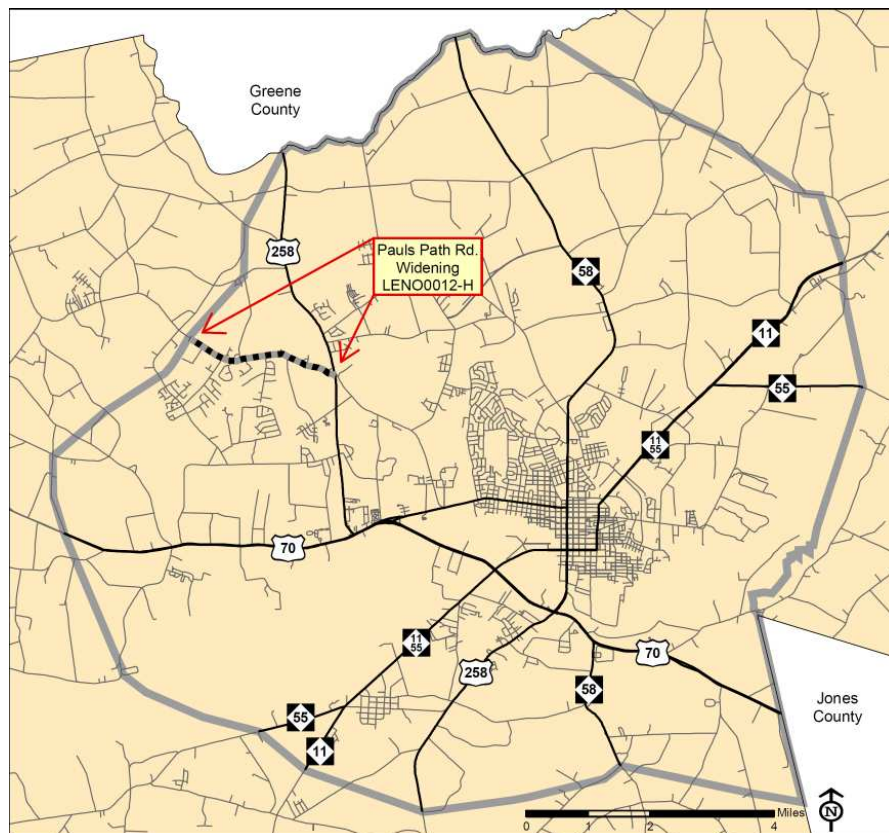 Greene
County
258
Pauls Path Rd.
Widening
LENO0012-H
58
11
55
11
55
70
11
55
258
70
58
55
11
Jones
County
Miles
0
1
2
4